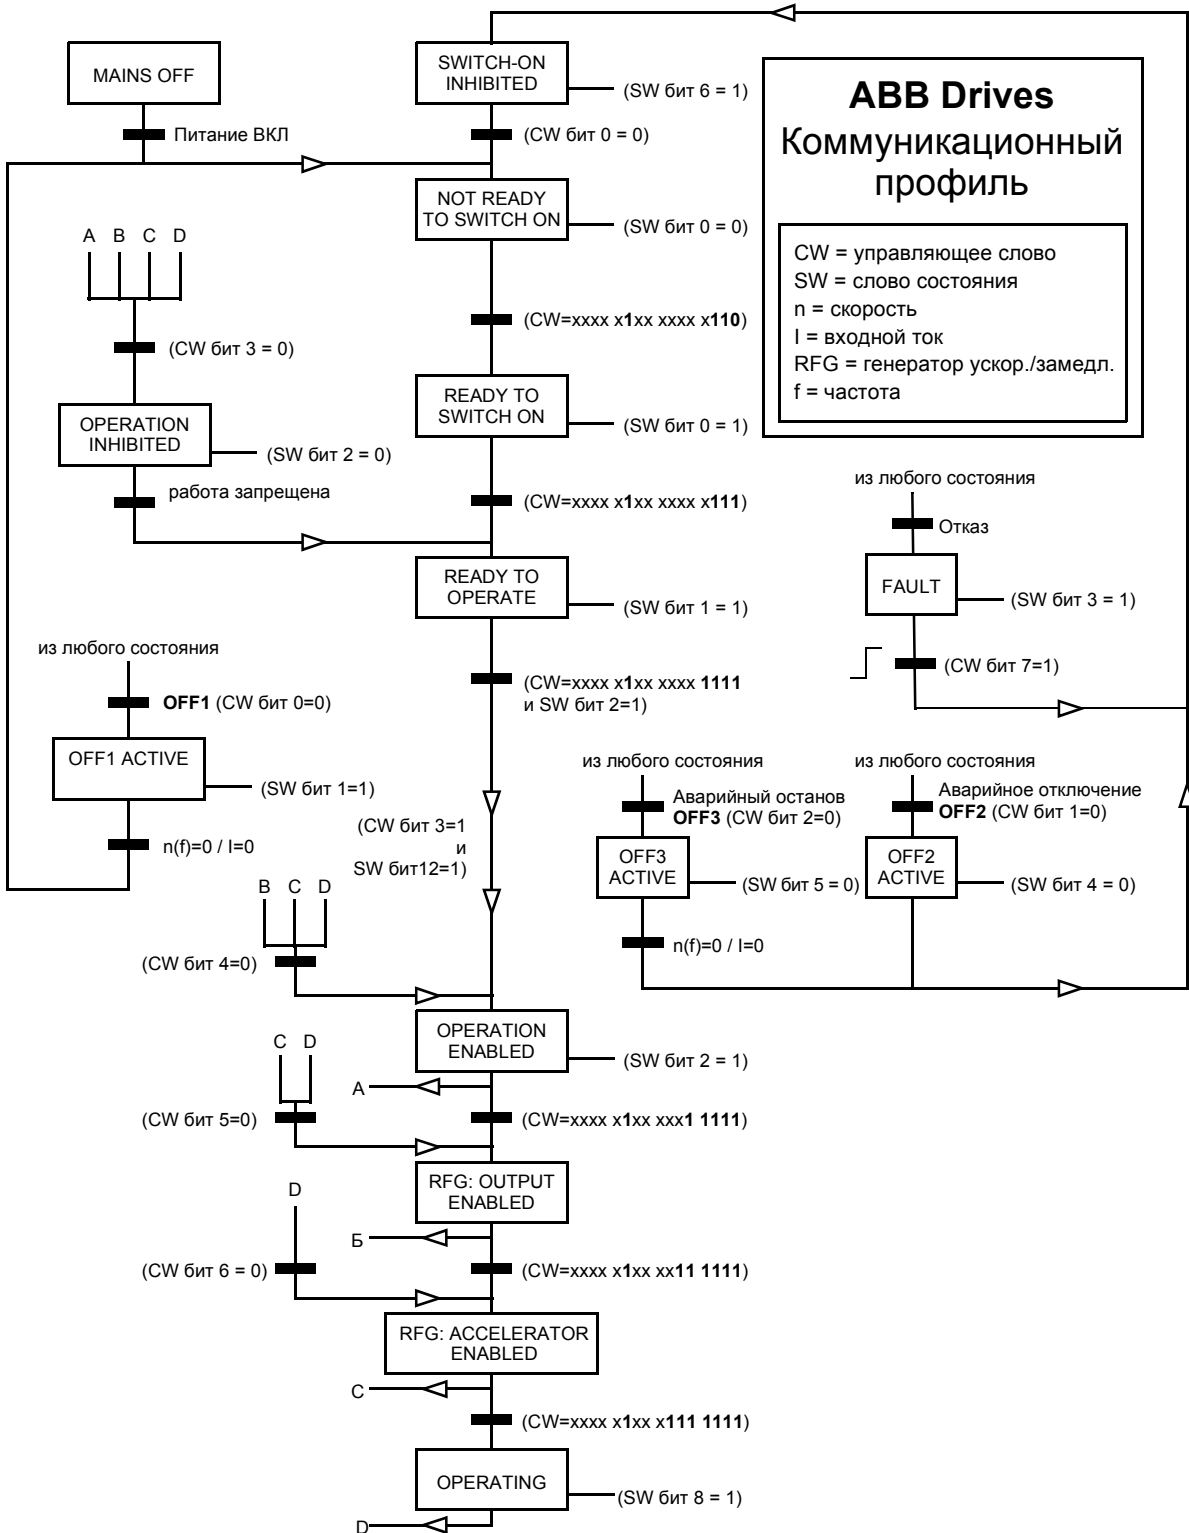 MAINS OFF
Питание ВКЛ
SWITCH-ON
INHIBITED
(SW бит 6 = 1)
(CW бит 0 = 0)
ABB Drives
Коммуникационный
профиль
CW = управляющее слово
SW = слово состояния
n = скорость
I = входной ток
RFG = генератор ускор./замедл.
f = частота
NOT READY
TO SWITCH ON
(SW бит 0 = 0)
A B C D
(CW бит 3 = 0)
(CW=xxxx x1xx xxxx x110)
OPERATION
INHIBITED
(SW бит 2 = 0)
работа запрещена
READY TO
SWITCH ON
(SW бит 0 = 1)
(CW=xxxx x1xx xxxx x111)
из любого состояния
Отказ
FAULT
(SW бит 3 = 1)
(CW бит 7=1)
READY TO
OPERATE
(SW бит 1 = 1)
(CW=xxxx x1xx xxxx 1111
и SW бит 2=1)
из любого состояния
OFF1 (CW бит 0=0)
OFF1 ACTIVE
(SW бит 1=1)
n(f)=0 / I=0
(CW бит 3=1
и
SW бит12=1)
из любого состояния
Аварийный останов
OFF3 (CW бит 2=0)
OFF3
ACTIVE
(SW бит 5 = 0)
n(f)=0 / I=0
из любого состояния
Аварийное отключение
OFF2 (CW бит 1=0)
OFF2
ACTIVE
(SW бит 4 = 0)
B C D
(CW бит 4=0)
OPERATION
ENABLED
(SW бит 2 = 1)
A
C D
(CW бит 5=0)
(CW=xxxx x1xx xxx1 1111)
RFG: OUTPUT
ENABLED
D
Б
(CW бит 6 = 0)
(CW=xxxx x1xx xx11 1111)
RFG: ACCELERATOR
ENABLED
C
(CW=xxxx x1xx x111 1111)
OPERATING
(SW бит 8 = 1)
D